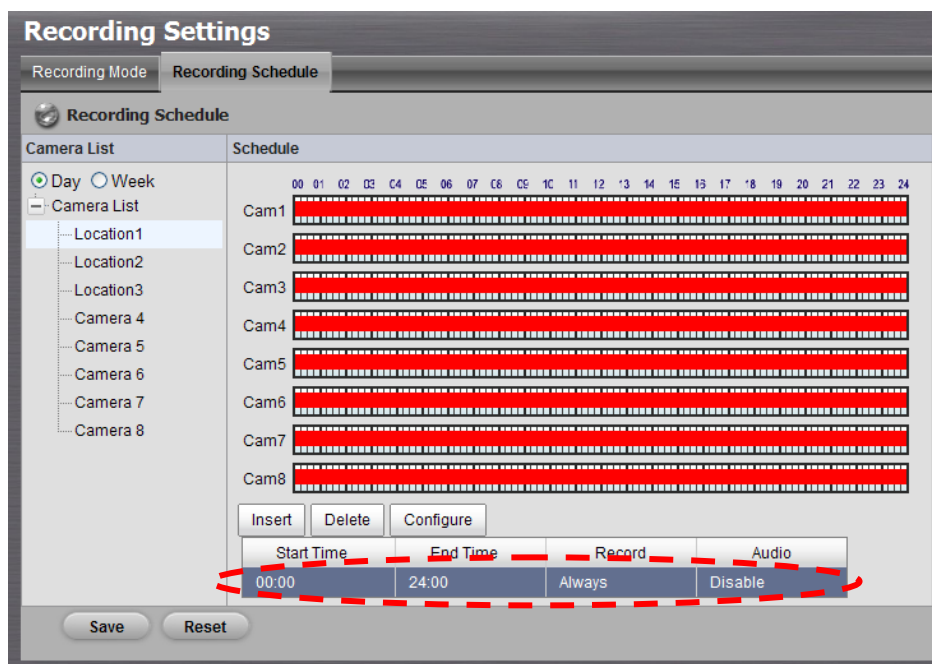 Recording Settings
Recording Mode Recording Schedule
Recording Schedule
Camera List Schedule
Day Week
Camera List
Location1
Location2
Location3
Camera 4
Camera 5
Camera 6
Camera 7
Camera 8
00 01 02 03 04 05 06 07 08 09 10 11 12 13 14 15 16 17 18 19 20 21 22 23 24
Cam1
Cam2
Cam3
Cam4
Cam5
Cam6
Cam7
Cam8
Insert Delete Configure
Start Time End Time Record Audio
00:00 24:00 Always Disable
Save Reset